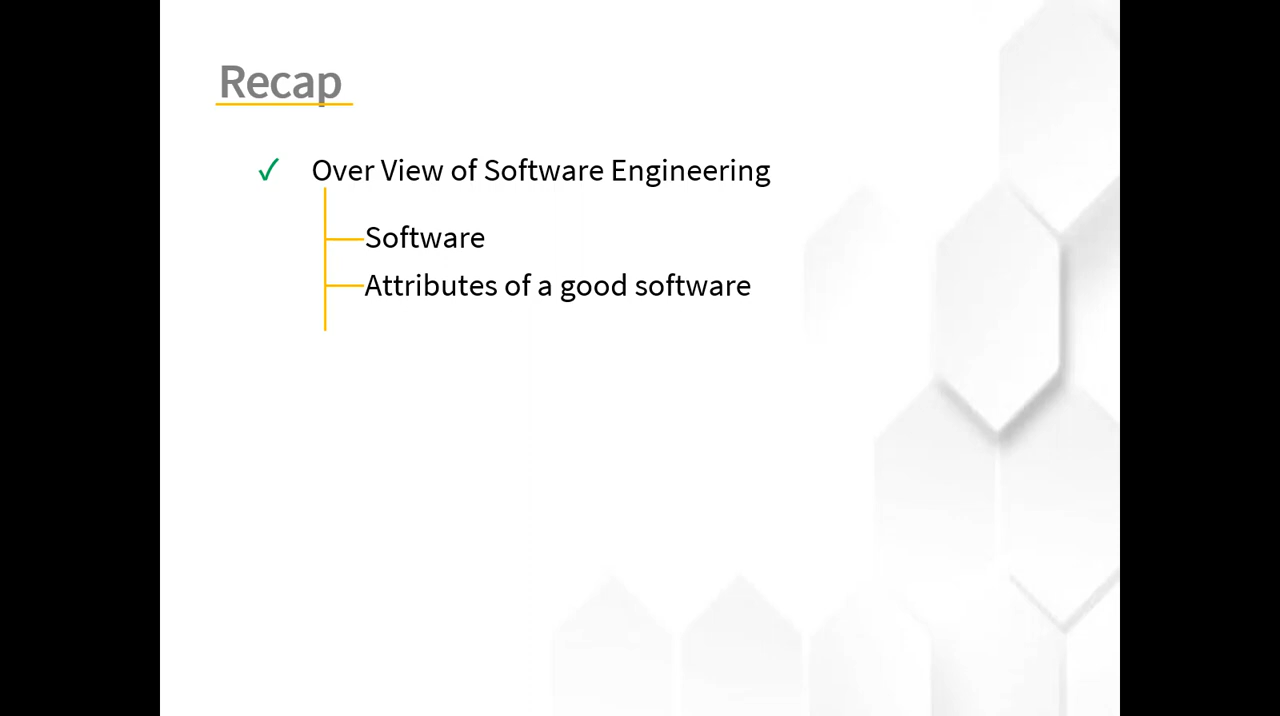 Recap
✓ Over View of Software Engineering
Software
Attributes of a good software